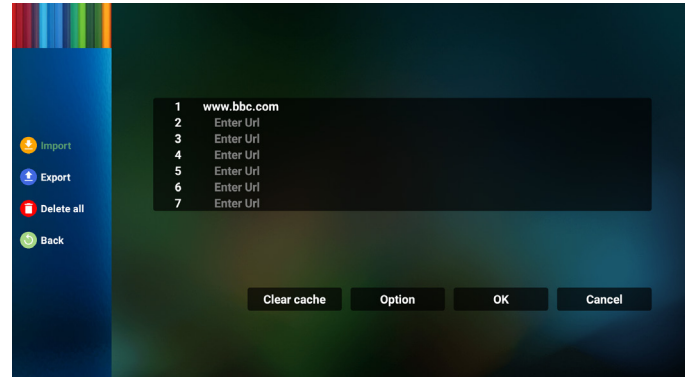 Import
Export
Delete all
Back
1 www.bbc.com
2 Enter Url
3 Enter Url
4 Enter Url
5 Enter Url
6 Enter Url
7 Enter Url
Clear cache Option OK Cancel